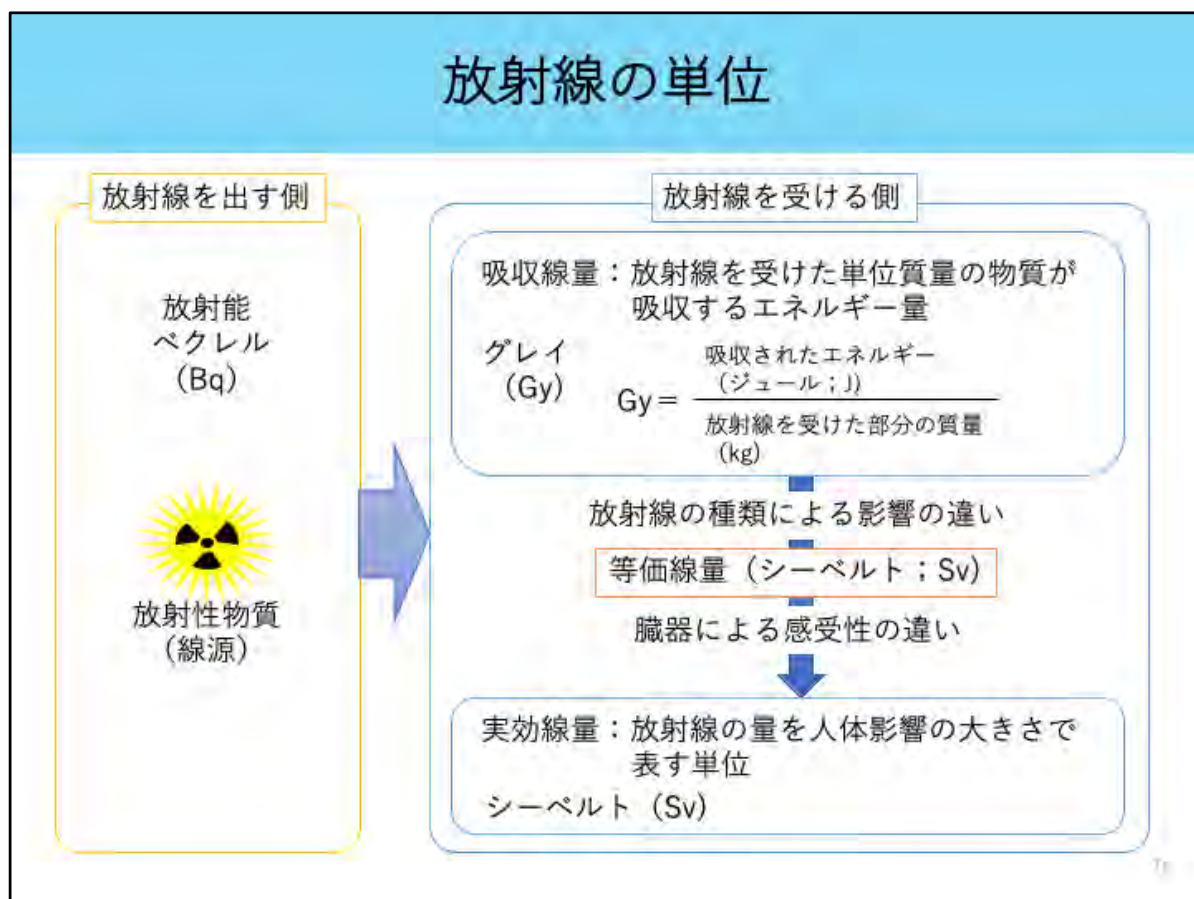 放射線の単位
放射線を出す側
放射能
ベクレル
（Bq）
放射性物質
（線源）
放射線を受ける側
吸収線量：放射線を受けた単位質量の物質が
吸収するエネルギー量
グレイ
（Gy）
Gy＝
吸収されたエネルギー
（ジュール；J)
放射線を受けた部分の質量
（kg）
放射線の種類による影響の違い
等価線量（シーベルト；Sv）
臓器による感受性の違い
実効線量：放射線の量を人体影響の大きさで
表す単位
シーベルト（Sv）